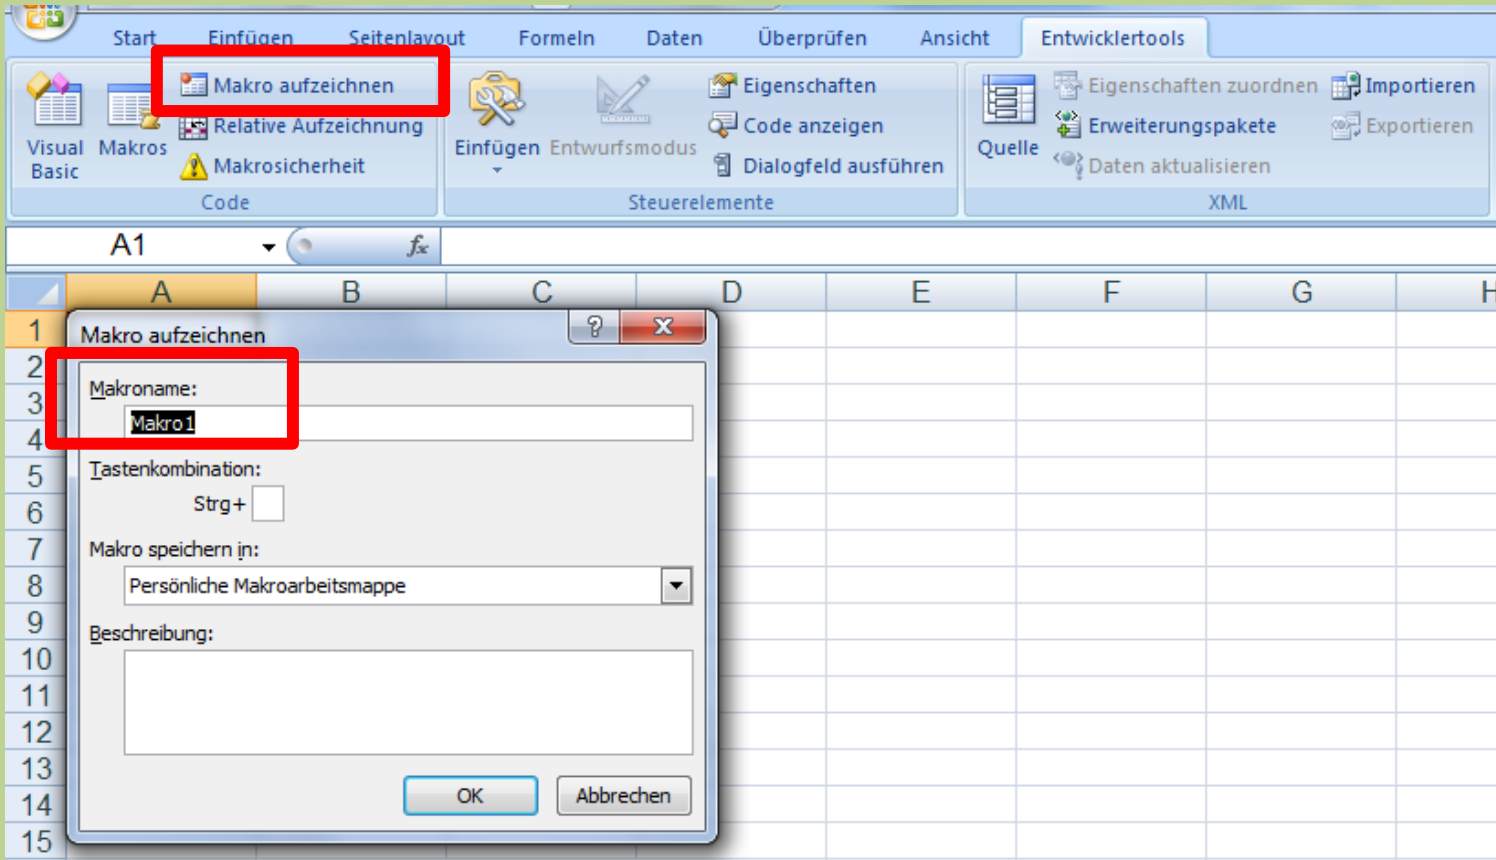 Start Einfügen Seitenlayout Formeln Daten Überprüfen Ansicht Entwicklertools
Visual Basic
Makros
Makro aufzeichnen
Relative Aufzeichnung
Makrosicherheit
Code
Einfügen
Entwurfsmodus
Eigenschaften
Code anzeigen
Dialogfeld ausführen
Steuerelemente
Quelle
Eigenschaften zuordnen
Erweiterungspakete
Daten aktualisieren
Importieren
Exportieren
XML
A1 fx
A B C D E F G H
1
2
3
4
5
6
7
8
9
10
11
12
13
14
15
Makro aufzeichnen
Makroname:
Makro1
Tastenkombination:
Strg+
Makro speichern in:
Persönliche Makroarbeitsmappe
Beschreibung:
OK Abbrechen